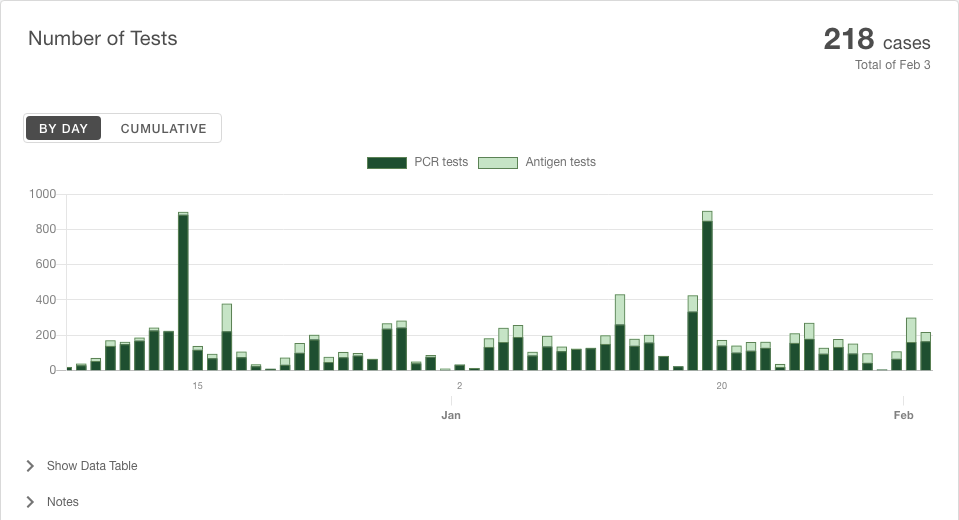 Number of Tests
218 cases
Total of Feb 3
BY DAY CUMULATIVE
PCR tests Antigen tests
1000
800
600
400
200
0
15 2 20
Jan Feb
Show Data Table
Notes